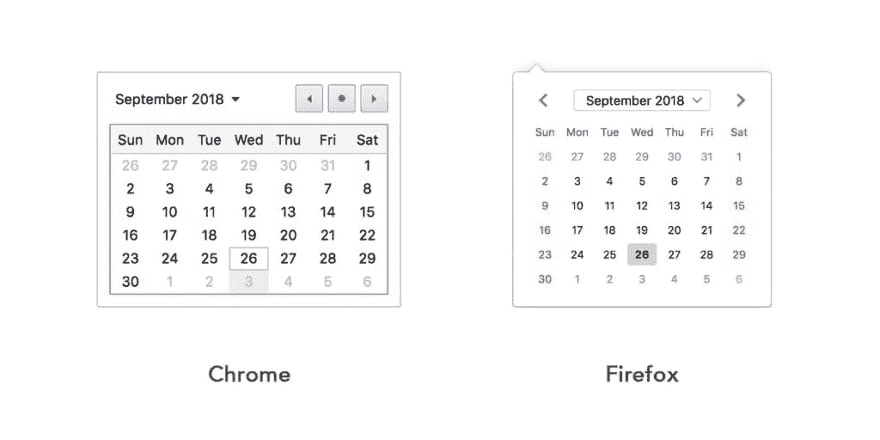 September 2018
Sun Mon Tue Wed Thu Fri Sat
26 27 28 29 30 31 1
2 3 4 5 6 7 8
9 10 11 12 13 14 15
16 17 18 19 20 21 22
23 24 25 26 27 28 29
30 1 2 3 4 5 6
Chrome
September 2018
Sun Mon Tue Wed Thu Fri Sat
26 27 28 29 30 31 1
2 3 4 5 6 7 8
9 10 11 12 13 14 15
16 17 18 19 20 21 22
23 24 25 26 27 28 29
30 1 2 3 4 5 6
Firefox